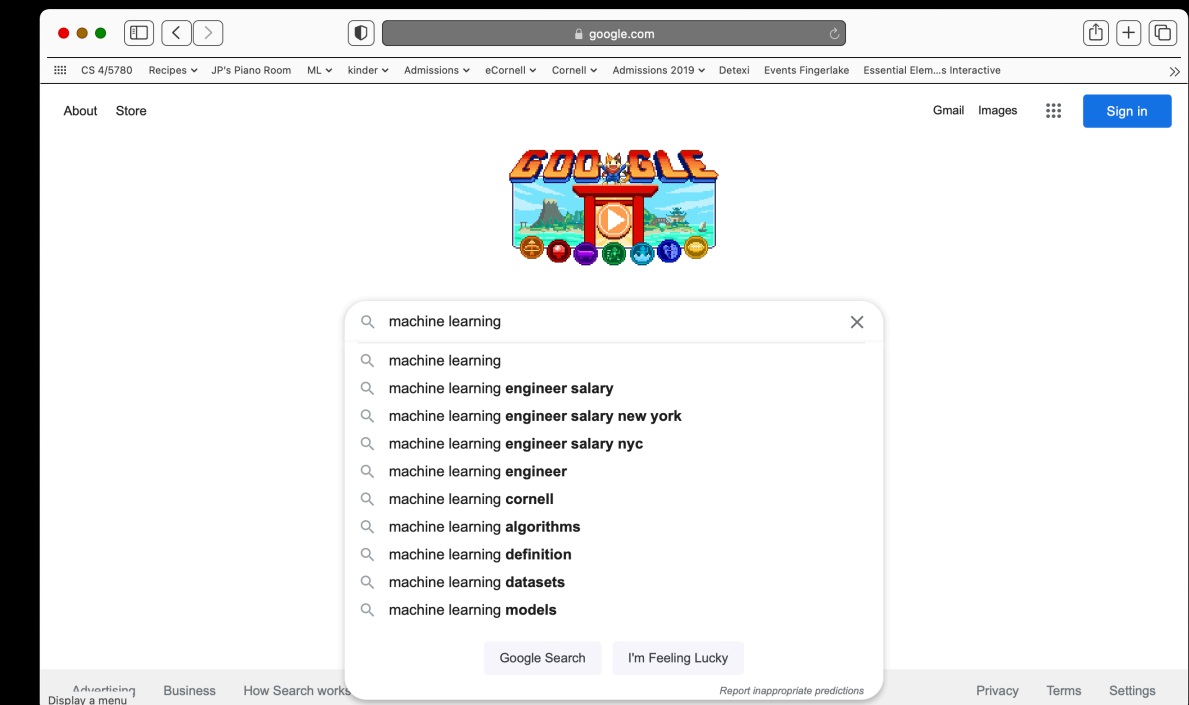 google.com
CS 4/5780 Recipes JP's Piano Room ML kinder Admissions eCornell Cornell Admissions 2019 Detexi Events Fingerlake Essential Elem...s Interactive
About Store Gmail Images Sign in
GOOGLE
machine learning
machine learning
machine learning engineer salary
machine learning engineer salary new york
machine learning engineer salary nyc
machine learning engineer
machine learning cornell
machine learning algorithms
machine learning definition
machine learning datasets
machine learning models
Google Search I'm Feeling Lucky
Report inappropriate predictions
Advertising Business How Search works Privacy Terms Settings
Display a menu